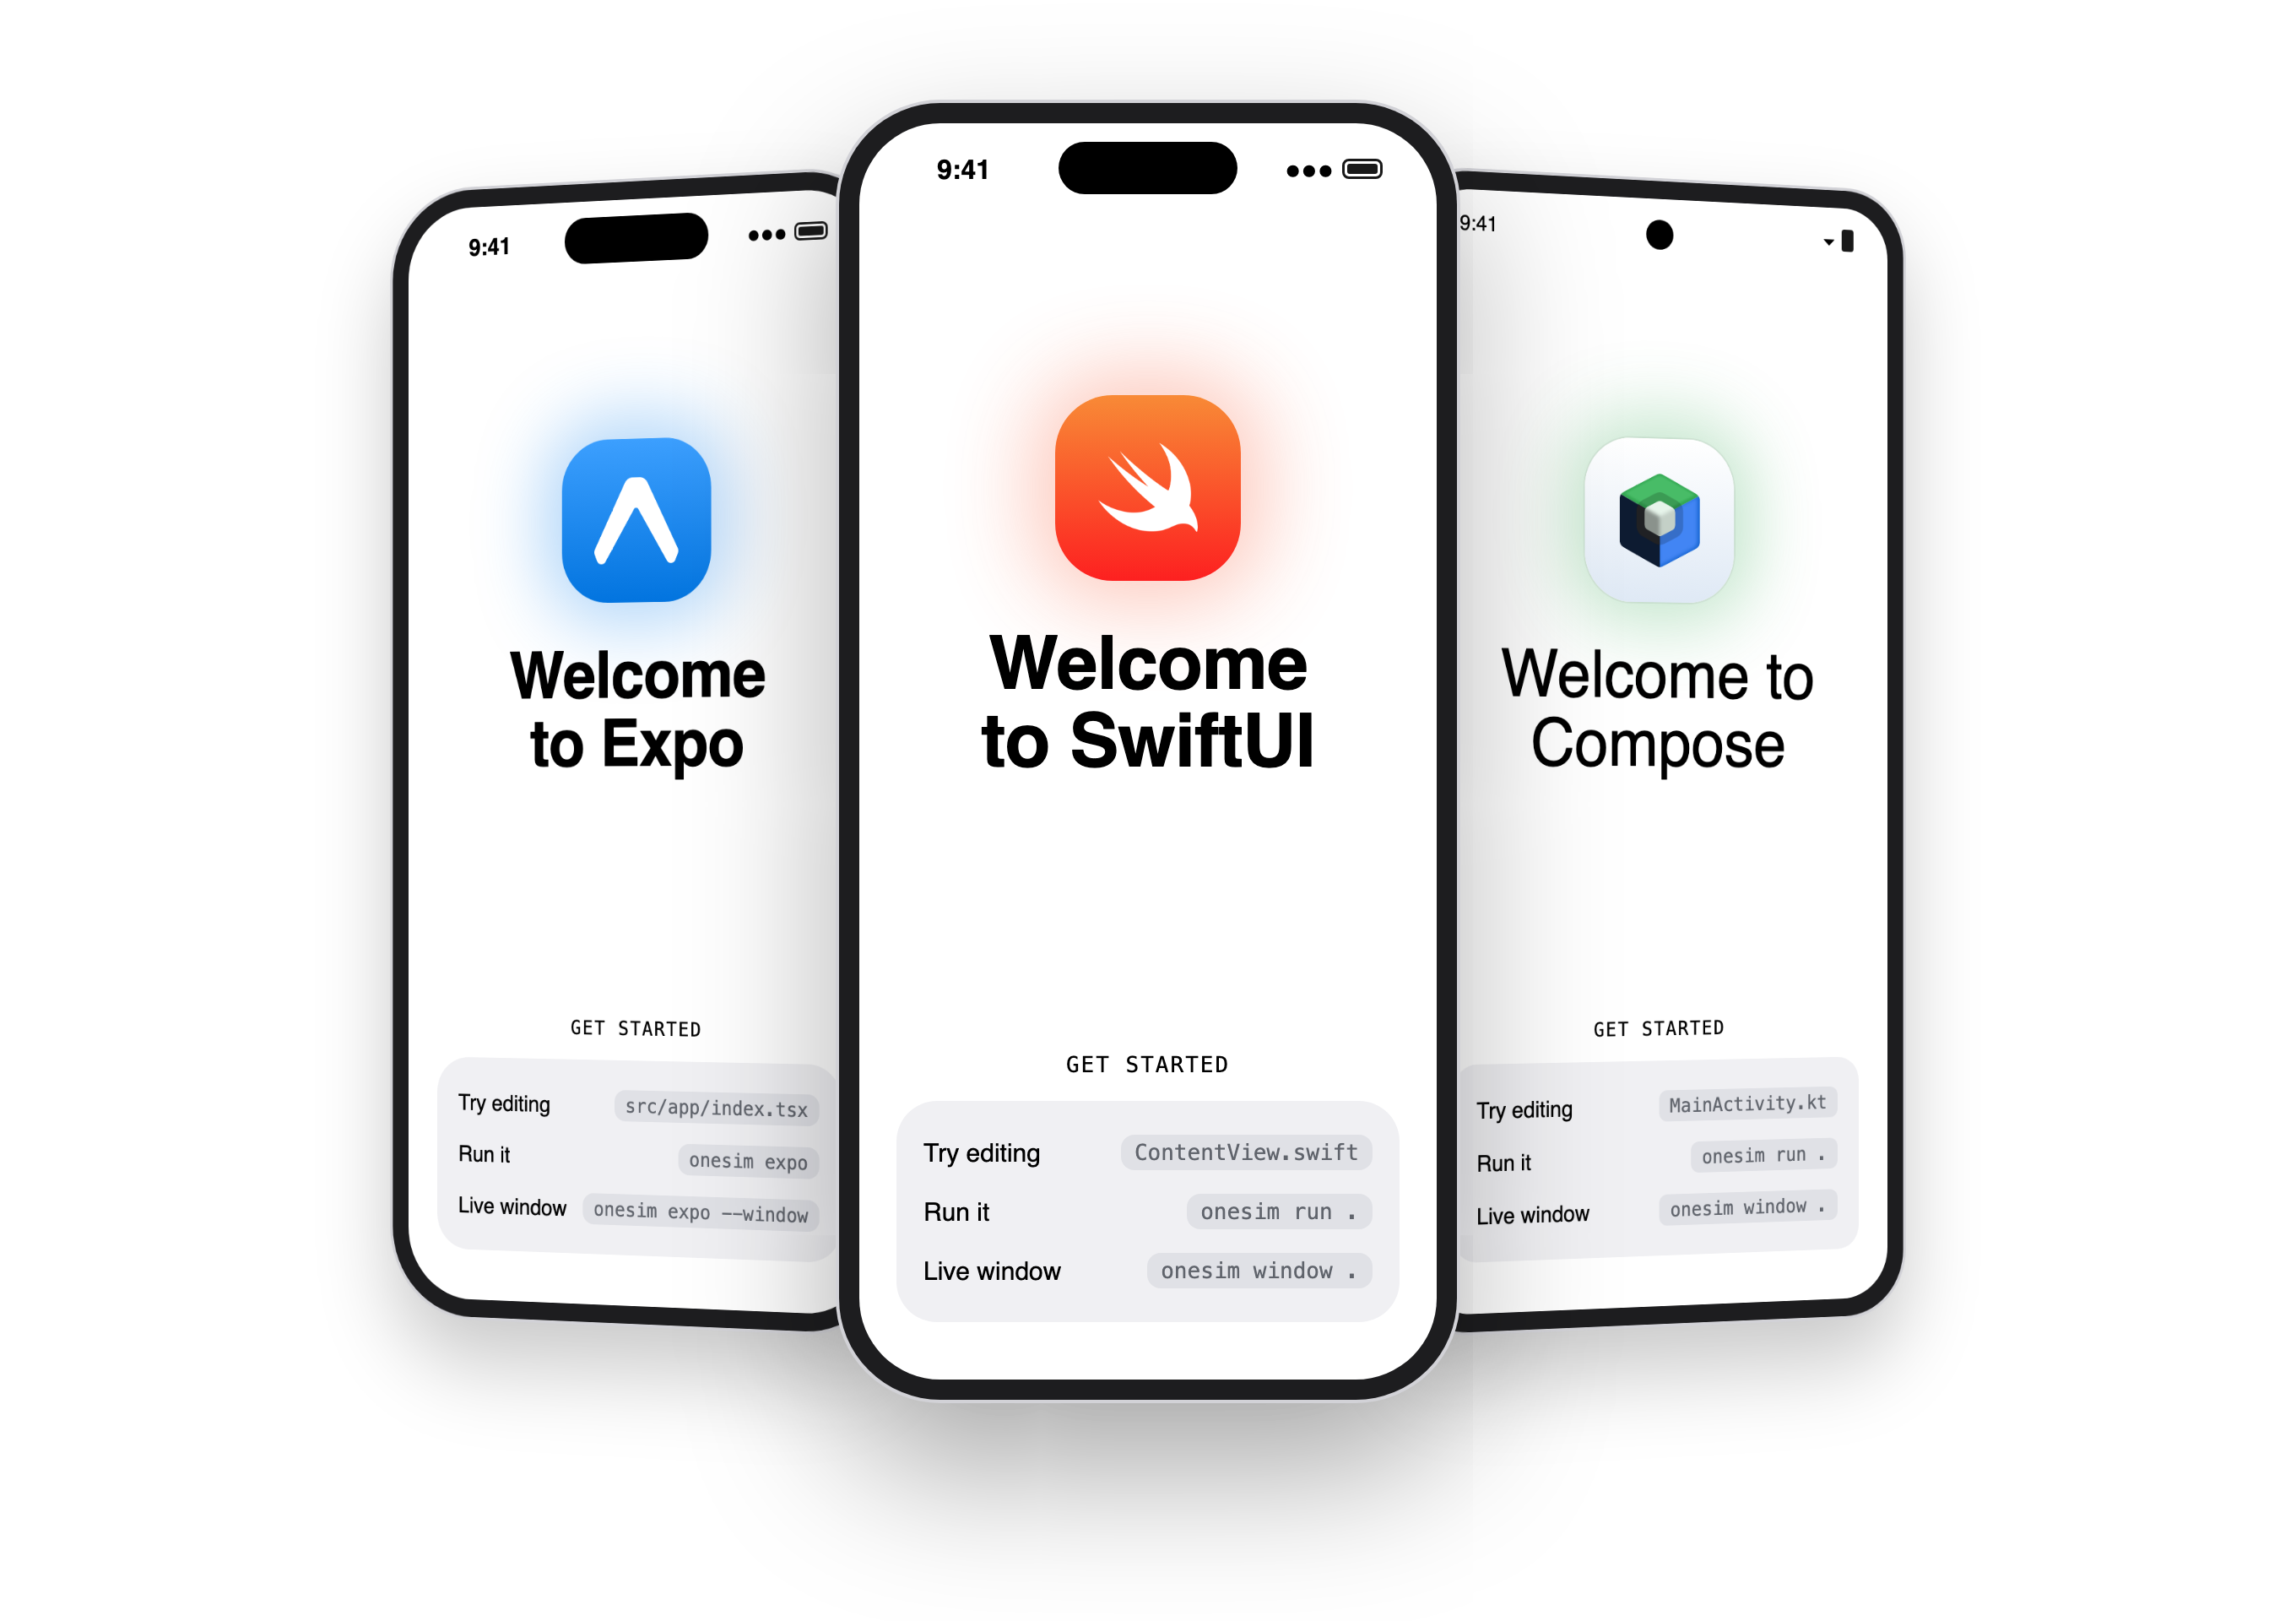 9:41
Welcome
to Expo
GET STARTED
Try editing src/app/index.tsx
Run it onesim expo
Live window onesim expo --window
9:41
Welcome
to SwiftUI
GET STARTED
Try editing ContentView.swift
Run it onesim run .
Live window onesim window .
9:41
Welcome to
Compose
GET STARTED
Try editing MainActivity.kt
Run it onesim run .
Live window onesim window .